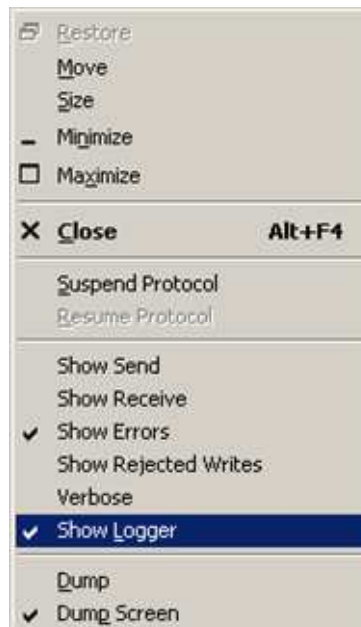 Restore
Move
Size
Minimize
Maximize
Close Alt+F4
Suspend Protocol
Resume Protocol
Show Send
Show Receive
Show Errors
Show Rejected Writes
Verbose
Show Logger
Dump
Dump Screen